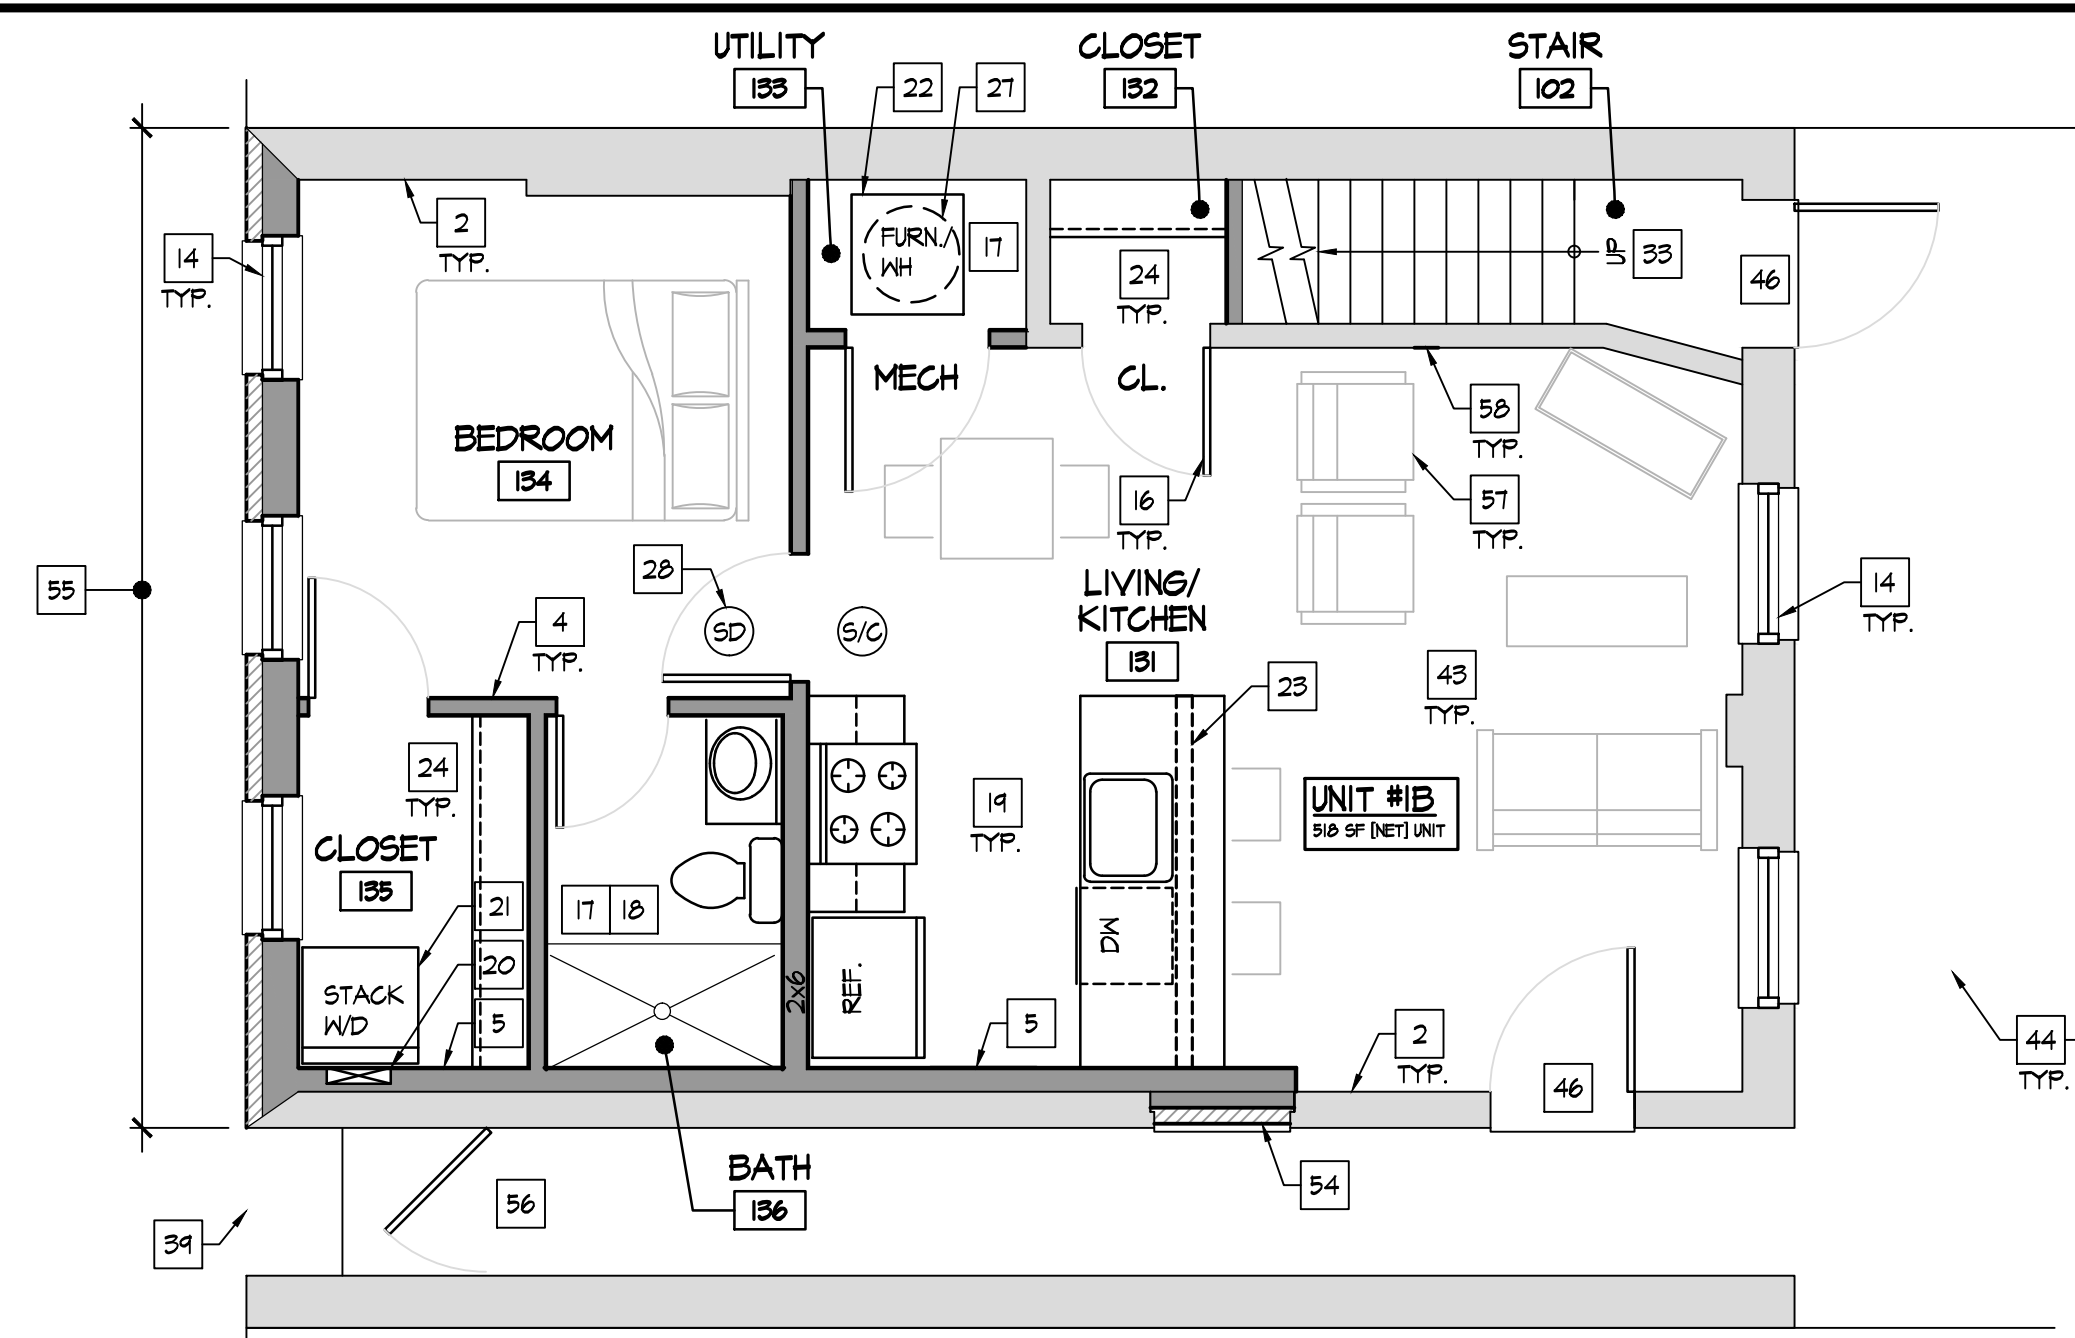 UTILITY
133
22
27
CLOSET
132
STAIR
102
2
TYP.
14
TYP.
FURN./
WH
17
24
TYP.
UP
33
46
MECH
CL.
58
TYP.
BEDROOM
134
16
TYP.
57
TYP.
55
28
SD
S/C
4
TYP.
LIVING/
KITCHEN
131
14
TYP.
23
43
TYP.
24
TYP.
19
TYP.
UNIT #1B
518 SF [NET] UNIT
CLOSET
135
21
20
5
17
18
STACK
W/D
2x6
REF.
DW
5
2
TYP.
46
44
TYP.
BATH
136
54
56
39